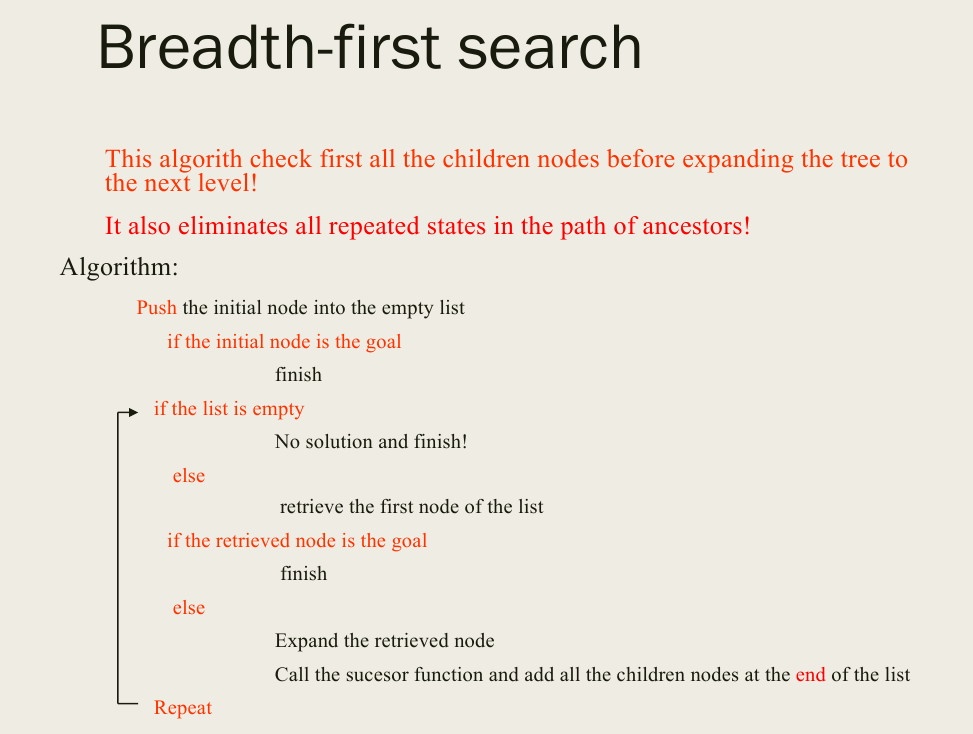 Breadth-first search
This algorith check first all the children nodes before expanding the tree to
the next level!
It also eliminates all repeated states in the path of ancestors!
Algorithm:
Push the initial node into the empty list
if the initial node is the goal
finish
if the list is empty
No solution and finish!
else
retrieve the first node of the list
if the retrieved node is the goal
finish
else
Expand the retrieved node
Call the sucesor function and add all the children nodes at the end of the list
Repeat